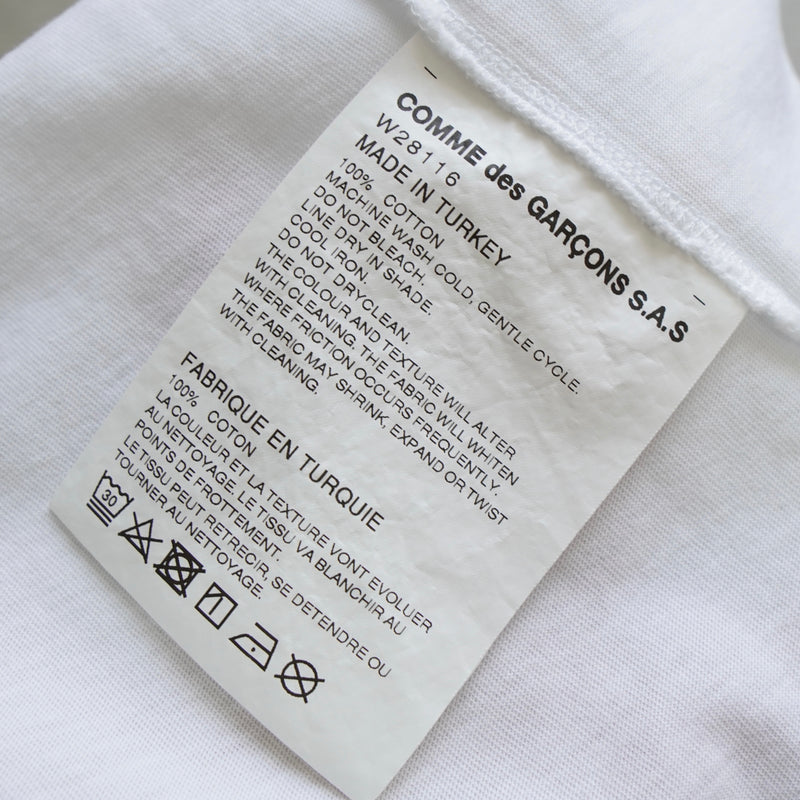 COMME des GARÇONS S.A.S
W28116
MADE IN TURKEY
100% COTTON
MACHINE WASH COLD, GENTLE CYCLE.
DO NOT BLEACH.
LINE DRY IN SHADE.
COOL IRON.
DO NOT DRYCLEAN.
THE COLOUR AND TEXTURE WILL ALTER
WITH CLEANING. THE FABRIC WILL WHITEN
WHERE FRICTION OCCURS FREQUENTLY.
THE FABRIC MAY SHRINK, EXPAND OR TWIST
WITH CLEANING.
FABRIQUE EN TURQUIE
100% COTON
LA COULEUR ET LA TEXTURE VONT EVOLUER
AU NETTOYAGE. LE TISSU VA BLANCHIR AU
POINTS DE FROTTEMENT.
LE TISSU PEUT RETRECIR, SE DETENDRE OU
TOURNER AU NETTOYAGE.
30